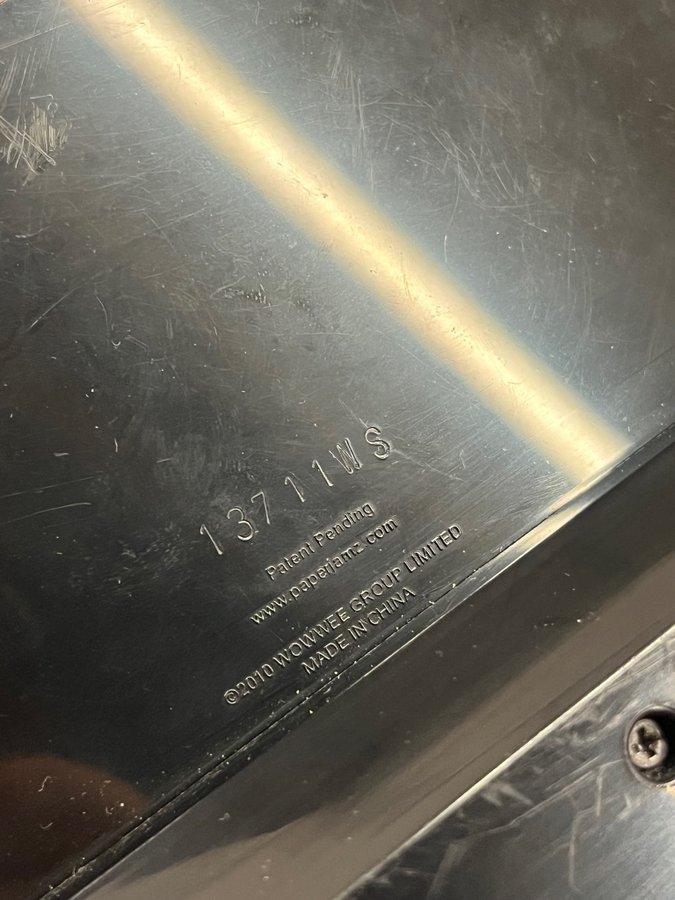 13711WS
Patent Pending
www.paperjamz.com
©2010 WOWWEE GROUP LIMITED
MADE IN CHINA